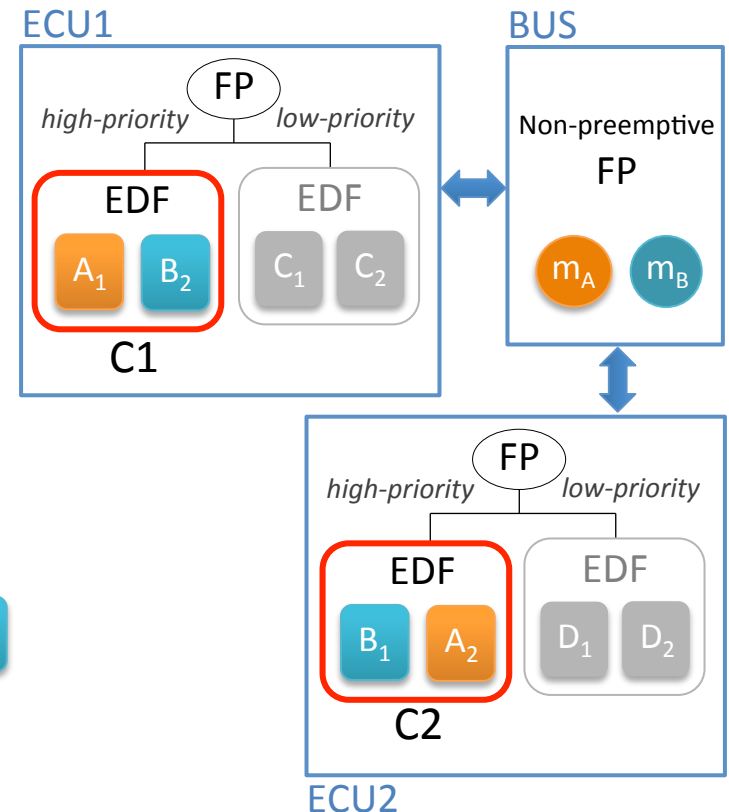 ECU1
FP
high-priority low-priority
EDF
A1 B2
C1
EDF
C1 C2
BUS
Non-preemptive
FP
mA mB
FP
high-priority low-priority
EDF
B1 A2
C2
EDF
D1 D2
ECU2